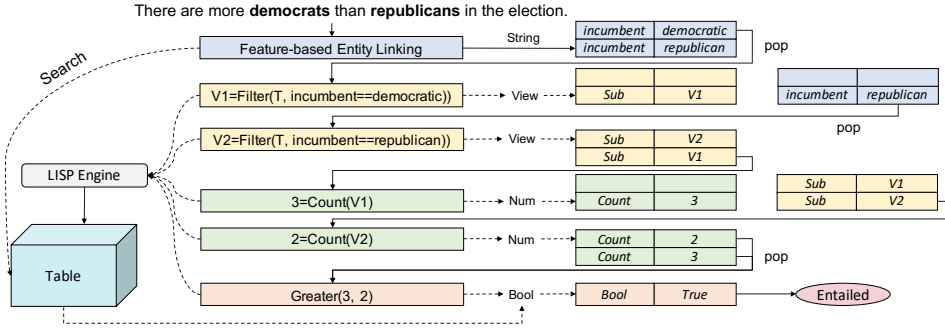 There are more democrats than republicans in the election.
Feature-based Entity Linking
String
incumbent democratic
incumbent republican
pop
Search
V1=Filter(T, incumbent==democratic))
View
Sub V1
incumbent republican
pop
V2=Filter(T, incumbent==republican))
View
Sub V2
Sub V1
LISP Engine
3=Count(V1)
Num
Count 3
Sub V1
Sub V2
2=Count(V2)
Num
Count 2
Count 3
pop
Table
Greater(3, 2)
Bool
Bool True
Entailed